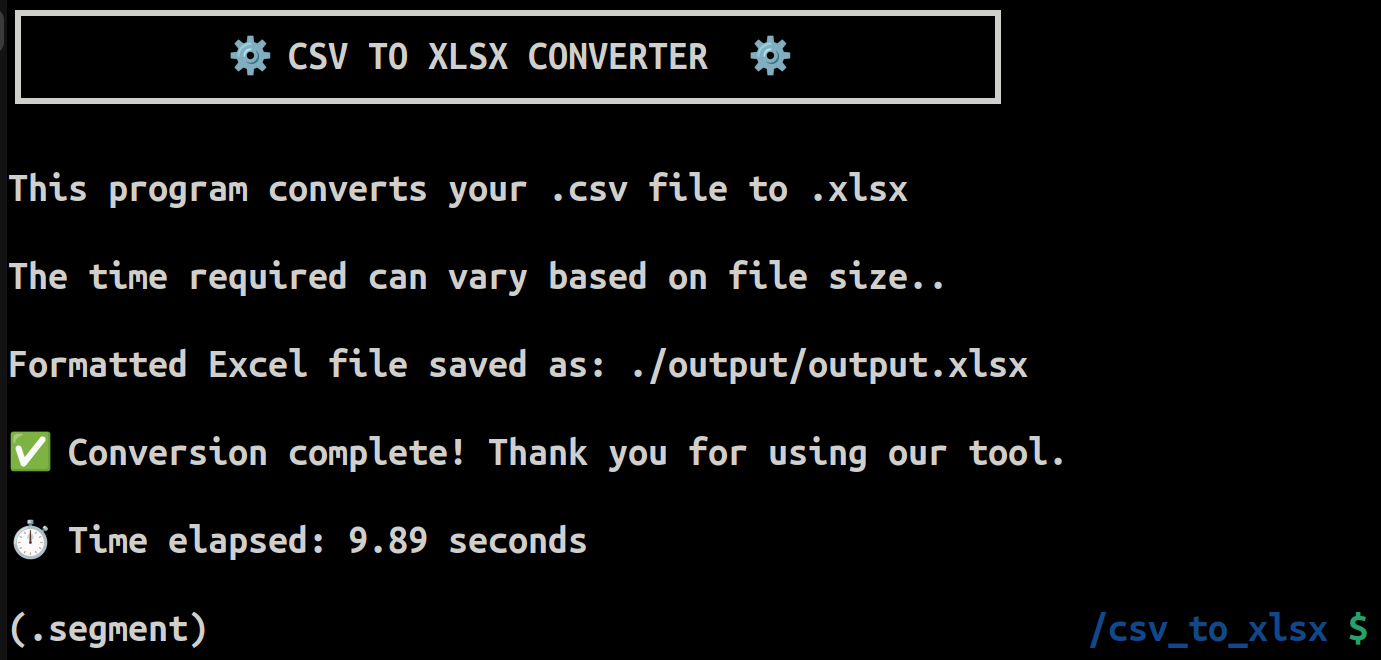 ⚙️ CSV TO XLSX CONVERTER ⚙️
This program converts your .csv file to .xlsx
The time required can vary based on file size..
Formatted Excel file saved as: ./output/output.xlsx
✅ Conversion complete! Thank you for using our tool.
⏱️ Time elapsed: 9.89 seconds
(.segment) /csv_to_xlsx $